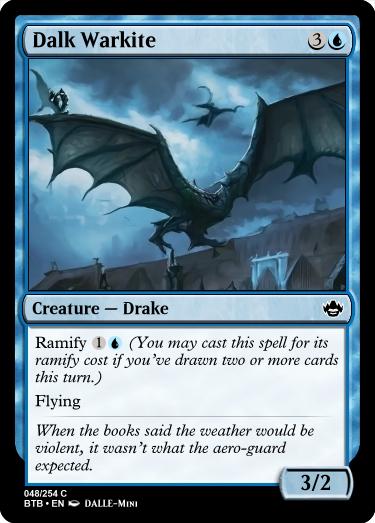 Dalk Warkite 3
Creature — Drake
Ramify 1 (You may cast this spell for its
ramify cost if you've drawn two or more cards
this turn.)
Flying
When the books said the weather would be
violent, it wasn't what the aero-guard
expected.
3/2
048/254 C
BTB • EN DALLE-Mini